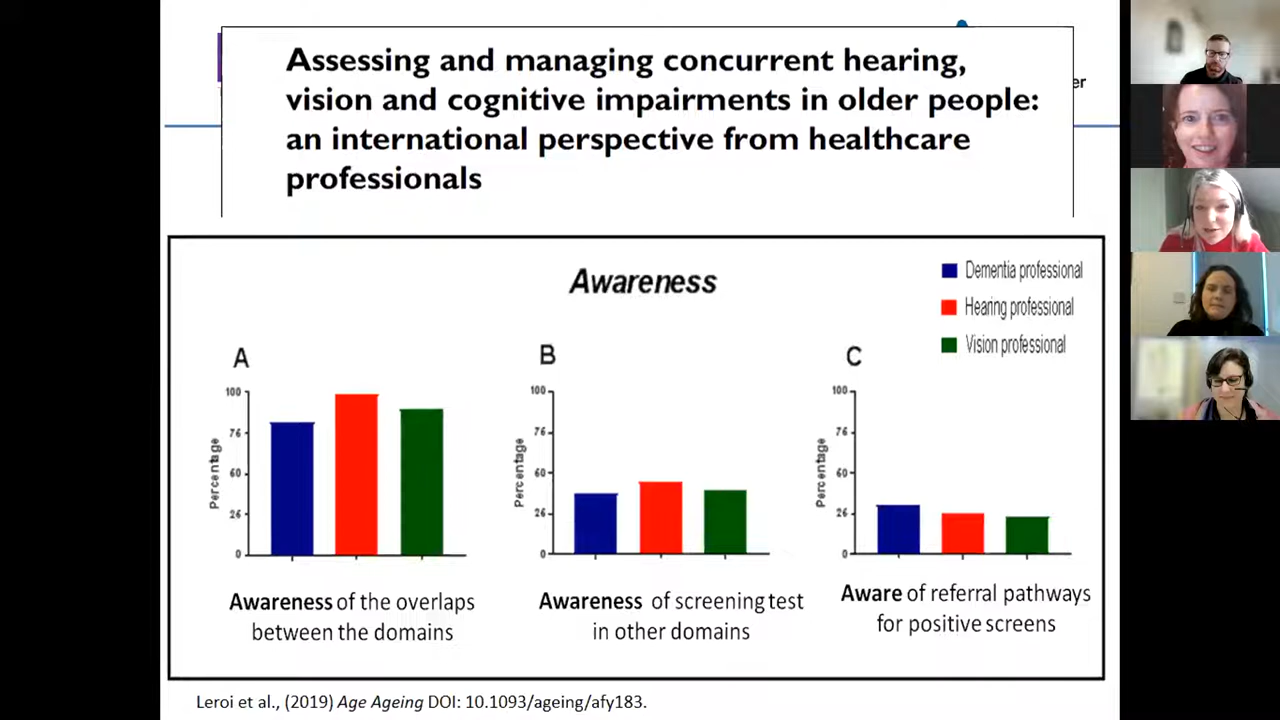 Assessing and managing concurrent hearing,
vision and cognitive impairments in older people:
an international perspective from healthcare
professionals
er
Awareness
Dementia professional
Hearing professional
Vision professional
A
100
76
60
26
0
Percentage
Awareness of the overlaps
between the domains
B
100
76
60
26
0
Percentage
Awareness of screening test
in other domains
C
100
76
60
26
0
Percentage
Aware of referral pathways
for positive screens
Leroi et al., (2019) Age Ageing DOI: 10.1093/ageing/afy183.